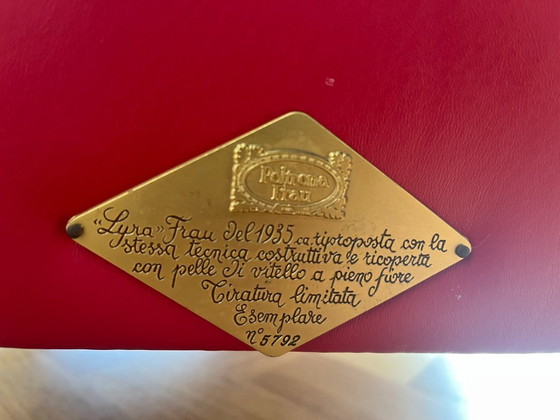 Poltrona
Frau
"Lyra" Frau del 1935 ca. riproposta con la
stessa tecnica costruttiva e ricoperta
con pelle di vitello a pieno fiore
Tiratura limitata
Esemplare
n° 5792